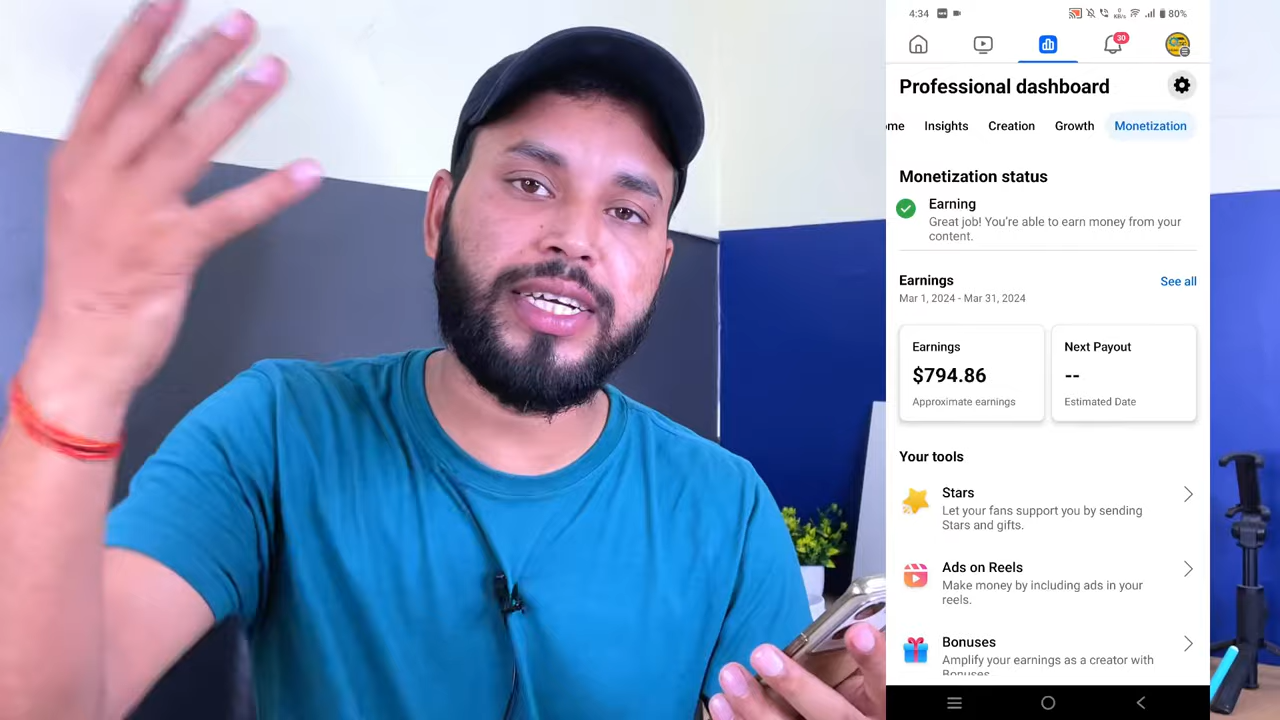 4:34
80%
30
Professional dashboard
ome
Insights
Creation
Growth
Monetization
Monetization status
Earning
Great job! You're able to earn money from your
content.
Earnings
See all
Mar 1, 2024 - Mar 31, 2024
Earnings
Next Payout
$794.86
--
Approximate earnings
Estimated Date
Your tools
Stars
Let your fans support you by sending
Stars and gifts.
Ads on Reels
Make money by including ads in your
reels.
Bonuses
Amplify your earnings as a creator with
Bonuses